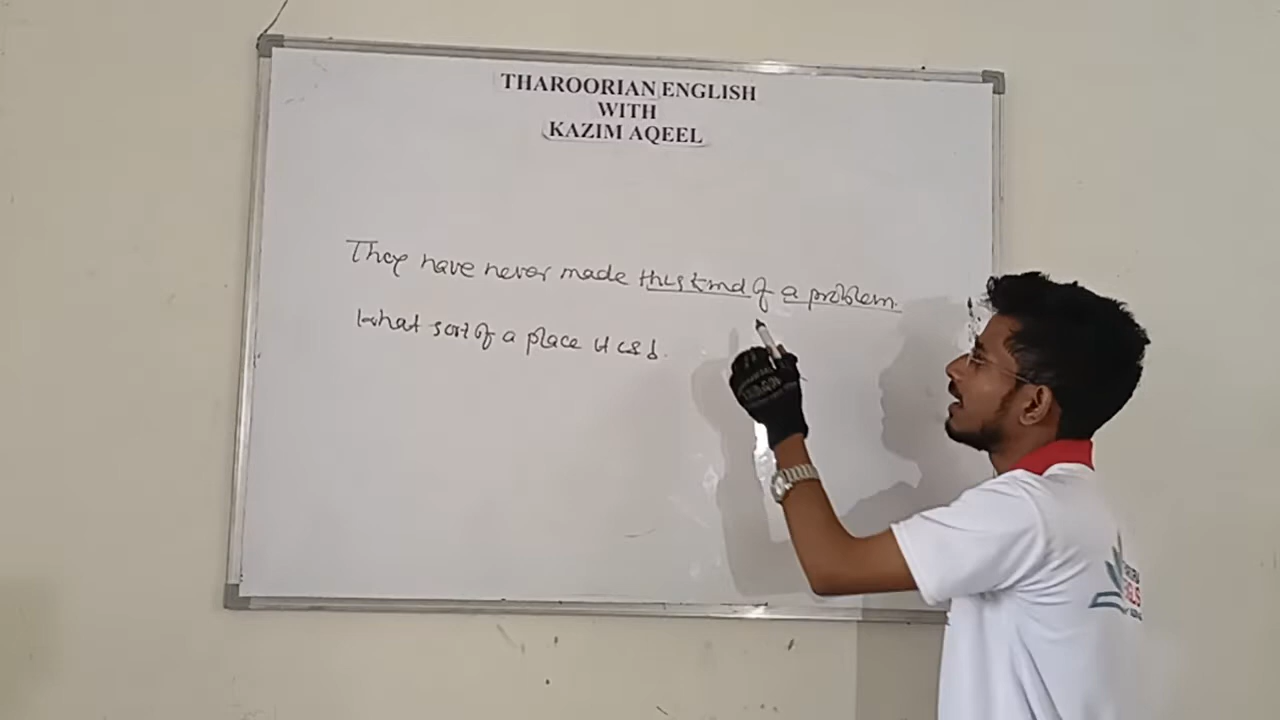 THAROORIAN ENGLISH
WITH
KAZIM AQEEL
They have never made this kind of a problem.
What sort of a place